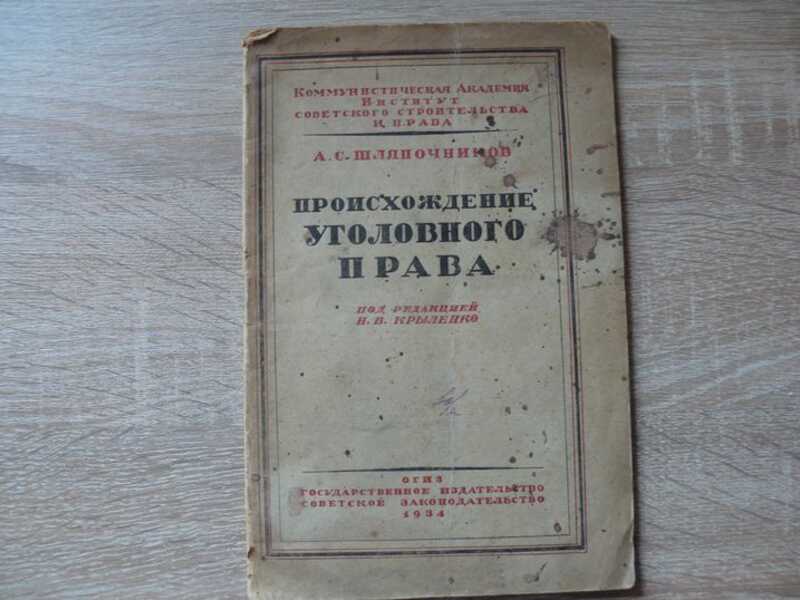 Коммунистическая Академия
Институт
советского строительства
и права
А. С. Шляпочников
ПРОИСХОЖДЕНИЕ
УГОЛОВНОГО
ПРАВА
под редакцией
Н. В. Крыленко
ОГИЗ
Государственное издательство
Советское законодательство
1934